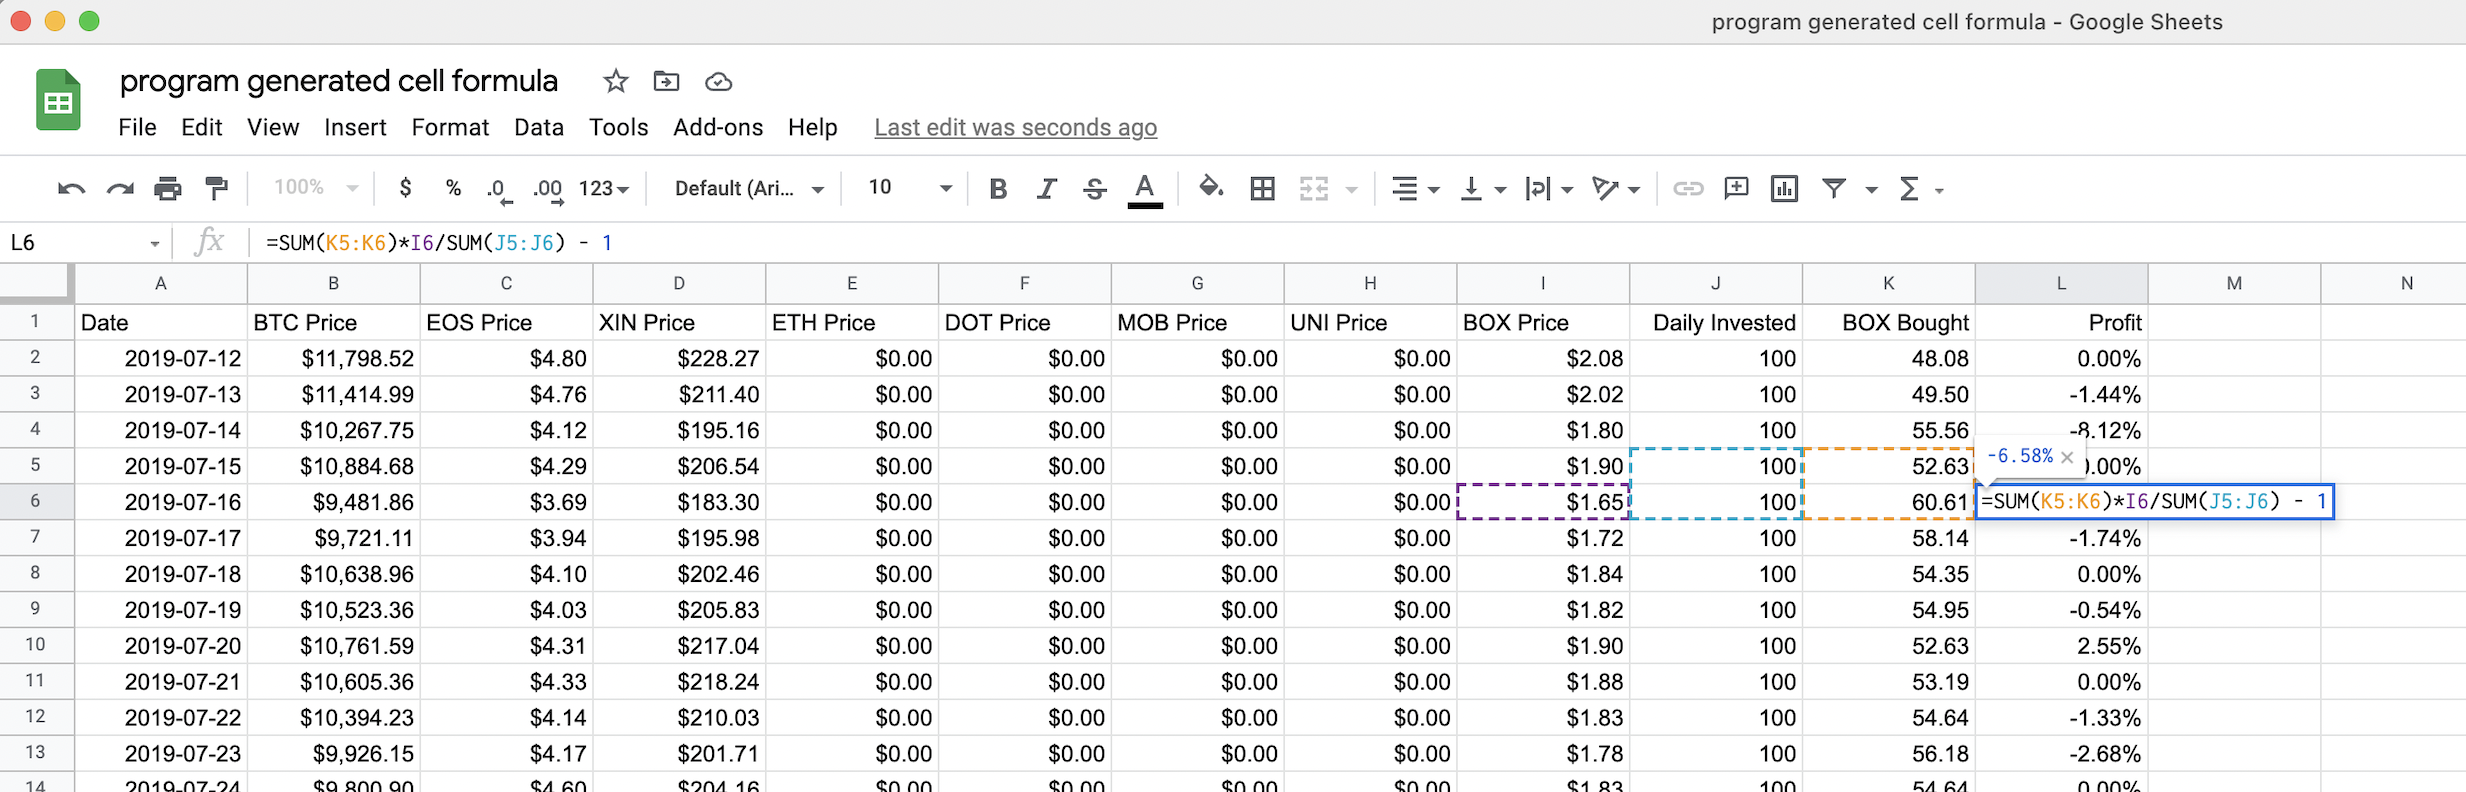 program generated cell formula - Google Sheets
program generated cell formula
File Edit View Insert Format Data Tools Add-ons Help Last edit was seconds ago
100% $ % .0 .00 123 Default (Ari... 10 B I S A Σ
L6 fx =SUM(K5:K6)*I6/SUM(J5:J6) - 1
A B C D E F G H I J K L M N
1 Date BTC Price EOS Price XIN Price ETH Price DOT Price MOB Price UNI Price BOX Price Daily Invested BOX Bought Profit
2 2019-07-12 $11,798.52 $4.80 $228.27 $0.00 $0.00 $0.00 $0.00 $2.08 100 48.08 0.00%
3 2019-07-13 $11,414.99 $4.76 $211.40 $0.00 $0.00 $0.00 $0.00 $2.02 100 49.50 -1.44%
4 2019-07-14 $10,267.75 $4.12 $195.16 $0.00 $0.00 $0.00 $0.00 $1.80 100 55.56 -8.12%
-6.58% ×
5 2019-07-15 $10,884.68 $4.29 $206.54 $0.00 $0.00 $0.00 $0.00 $1.90 100 52.63 .00%
6 2019-07-16 $9,481.86 $3.69 $183.30 $0.00 $0.00 $0.00 $0.00 $1.65 100 60.61 =SUM(K5:K6)*I6/SUM(J5:J6) - 1
7 2019-07-17 $9,721.11 $3.94 $195.98 $0.00 $0.00 $0.00 $0.00 $1.72 100 58.14 -1.74%
8 2019-07-18 $10,638.96 $4.10 $202.46 $0.00 $0.00 $0.00 $0.00 $1.84 100 54.35 0.00%
9 2019-07-19 $10,523.36 $4.03 $205.83 $0.00 $0.00 $0.00 $0.00 $1.82 100 54.95 -0.54%
10 2019-07-20 $10,761.59 $4.31 $217.04 $0.00 $0.00 $0.00 $0.00 $1.90 100 52.63 2.55%
11 2019-07-21 $10,605.36 $4.33 $218.24 $0.00 $0.00 $0.00 $0.00 $1.88 100 53.19 0.00%
12 2019-07-22 $10,394.23 $4.14 $210.03 $0.00 $0.00 $0.00 $0.00 $1.83 100 54.64 -1.33%
13 2019-07-23 $9,926.15 $4.17 $201.71 $0.00 $0.00 $0.00 $0.00 $1.78 100 56.18 -2.68%
14 2019-07-24 $9,800.90 $4.60 $204.16 $0.00 $0.00 $0.00 $0.00 $1.83 100 54.64 0.00%